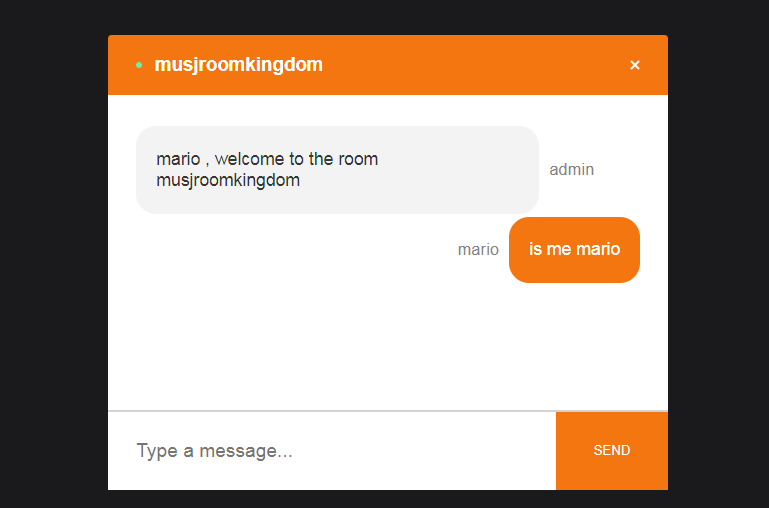 musjroomkingdom
×
mario , welcome to the room
musjroomkingdom
admin
mario
is me mario
Type a message...
SEND